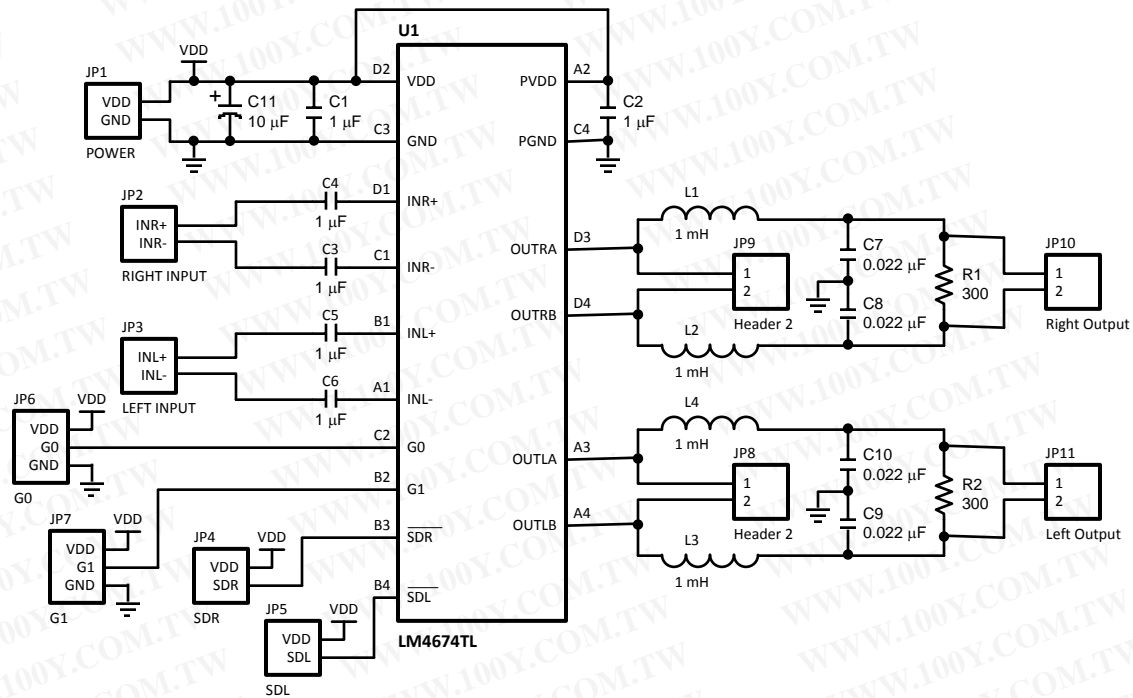 U1
VDD
JP1
VDD
GND
POWER
+
C11
10 µF
C1
1 µF
D2
VDD
C3
GND
PVDD
A2
C2
1 µF
PGND
C4
JP2
INR+
INR-
RIGHT INPUT
C4
1 µF
D1
INR+
C3
1 µF
C1
INR-
JP3
INL+
INL-
LEFT INPUT
C5
1 µF
B1
INL+
C6
1 µF
A1
INL-
OUTRA
D3
OUTRB
D4
L1
1 mH
JP9
1
2
Header 2
L2
1 mH
C7
0.022 µF
C8
0.022 µF
R1
300
JP10
1
2
Right Output
JP6
VDD
VDD
G0
GND
G0
C2
G0
JP7
VDD
VDD
G1
GND
G1
B2
G1
JP4
VDD
VDD
SDR
SDR
B3
SDR
JP5
VDD
VDD
SDL
SDL
B4
SDL
OUTLA
A3
OUTLB
A4
L4
1 mH
JP8
1
2
Header 2
L3
1 mH
C10
0.022 µF
C9
0.022 µF
R2
300
JP11
1
2
Left Output
LM4674TL
WWW.100Y.COM.TW